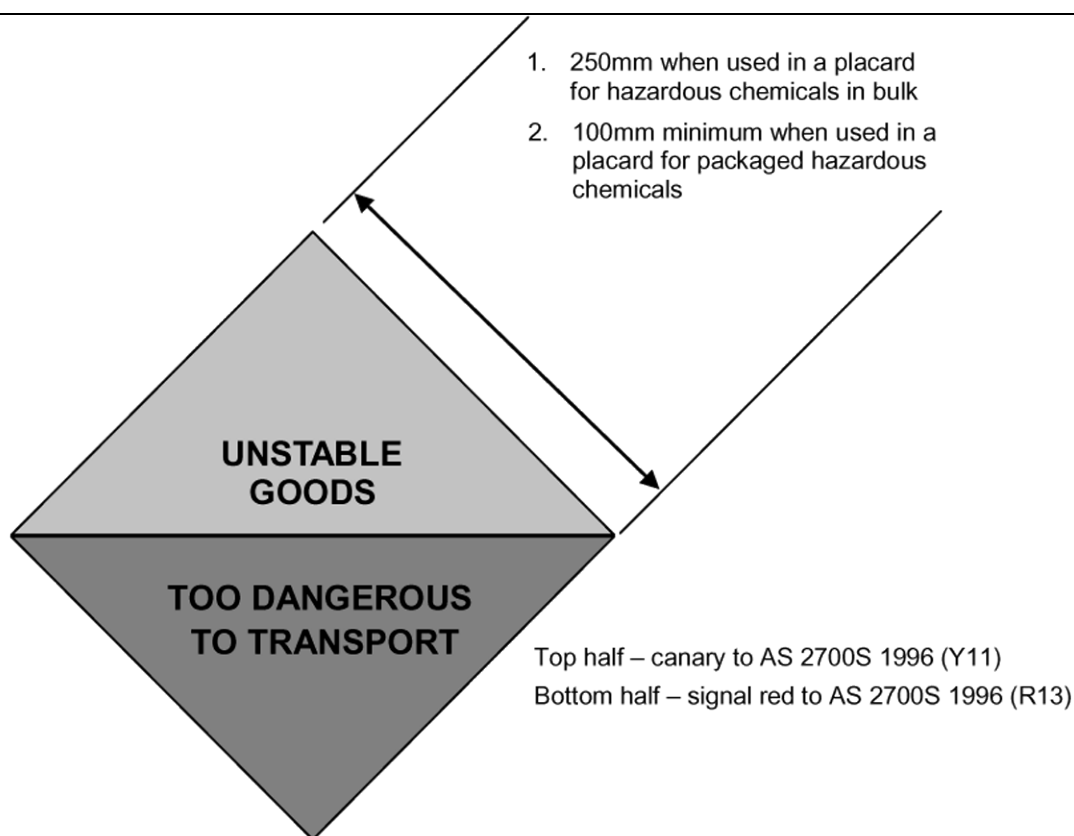 1. 250mm when used in a placard
for hazardous chemicals in bulk
2. 100mm minimum when used in a
placard for packaged hazardous
chemicals
UNSTABLE
GOODS
TOO DANGEROUS
TO TRANSPORT
Top half – canary to AS 2700S 1996 (Y11)
Bottom half – signal red to AS 2700S 1996 (R13)